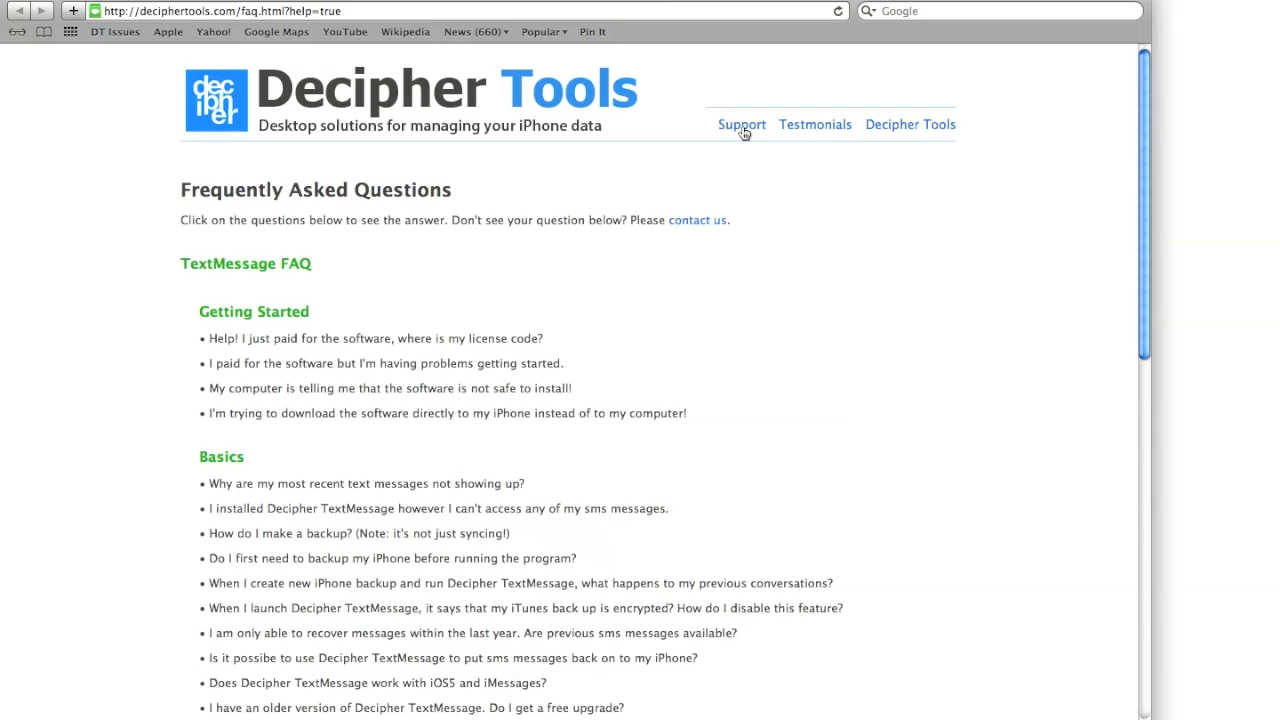 http://deciphertools.com/faq.html?help=true
Google
DT Issues Apple Yahoo! Google Maps YouTube Wikipedia News (660) Popular Pin It
dec
iph
er
Decipher Tools
Desktop solutions for managing your iPhone data
Support Testmonials Decipher Tools
Frequently Asked Questions
Click on the questions below to see the answer. Don't see your question below? Please contact us.
TextMessage FAQ
Getting Started
• Help! I just paid for the software, where is my license code?
• I paid for the software but I'm having problems getting started.
• My computer is telling me that the software is not safe to install!
• I'm trying to download the software directly to my iPhone instead of to my computer!
Basics
• Why are my most recent text messages not showing up?
• I installed Decipher TextMessage however I can't access any of my sms messages.
• How do I make a backup? (Note: it's not just syncing!)
• Do I first need to backup my iPhone before running the program?
• When I create new iPhone backup and run Decipher TextMessage, what happens to my previous conversations?
• When I launch Decipher TextMessage, it says that my iTunes back up is encrypted? How do I disable this feature?
• I am only able to recover messages within the last year. Are previous sms messages available?
• Is it possibe to use Decipher TextMessage to put sms messages back on to my iPhone?
• Does Decipher TextMessage work with iOS5 and iMessages?
• I have an older version of Decipher TextMessage. Do I get a free upgrade?